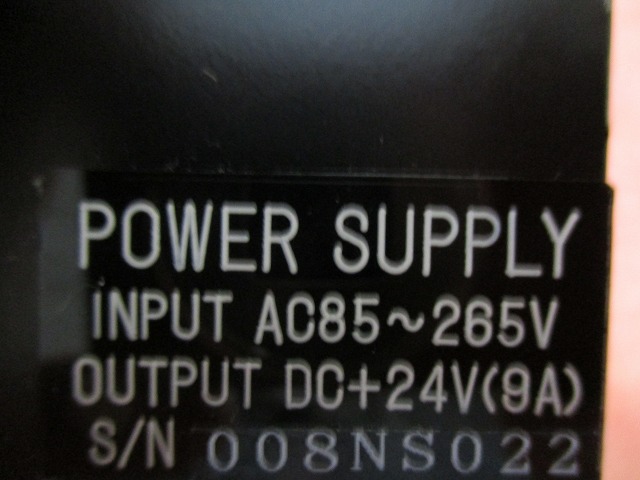 POWER SUPPLY
INPUT AC85~265V
OUTPUT DC+24V(9A)
S/N 008NS022